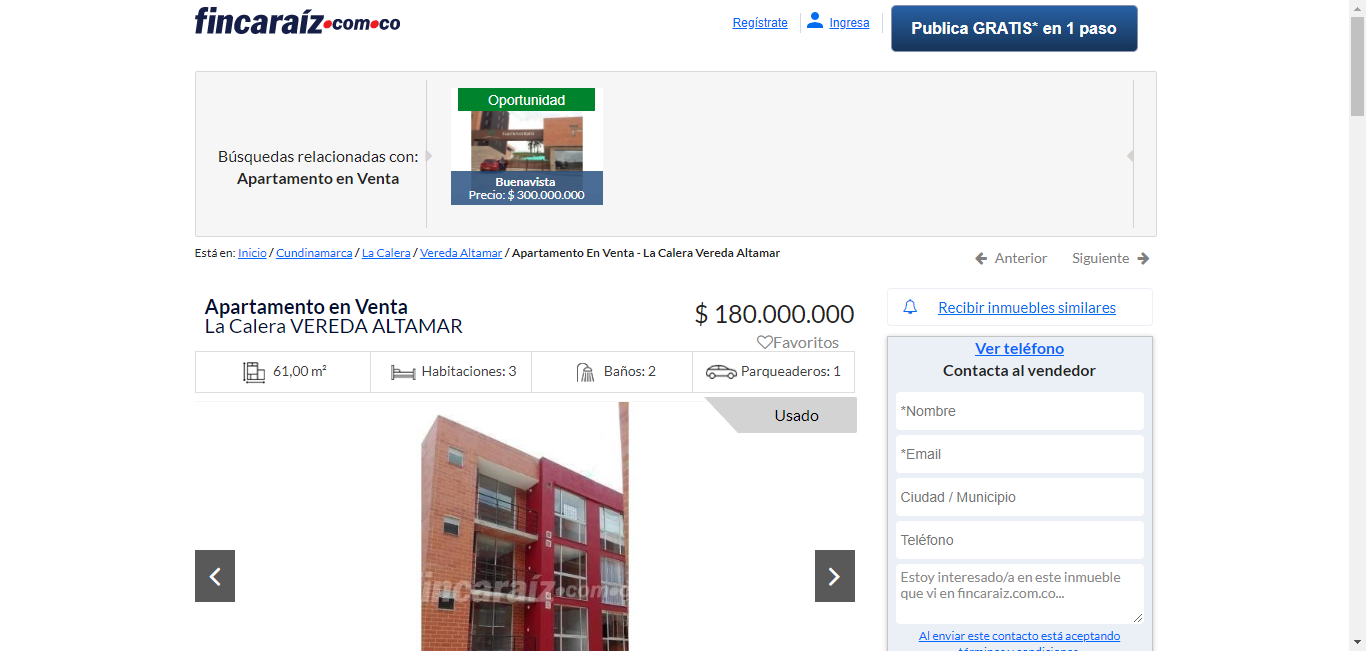 fincaraíz.com.co
Regístrate
Ingresa
Publica GRATIS* en 1 paso
Búsquedas relacionadas con:
Apartamento en Venta
Oportunidad
Buenavista
Precio: $ 300.000.000
Está en: Inicio / Cundinamarca / La Calera / Vereda Altamar / Apartamento En Venta - La Calera Vereda Altamar
Anterior
Siguiente
Apartamento en Venta
La Calera VEREDA ALTAMAR
$ 180.000.000
Favoritos
61,00 m²
Habitaciones: 3
Baños: 2
Parqueaderos: 1
Usado
fincaraíz.com.co
Recibir inmuebles similares
Ver teléfono
Contacta al vendedor
*Nombre
*Email
Ciudad / Municipio
Teléfono
Estoy interesado/a en este inmueble
que vi en fincaraiz.com.co...
Al enviar este contacto está aceptando
términos y condiciones